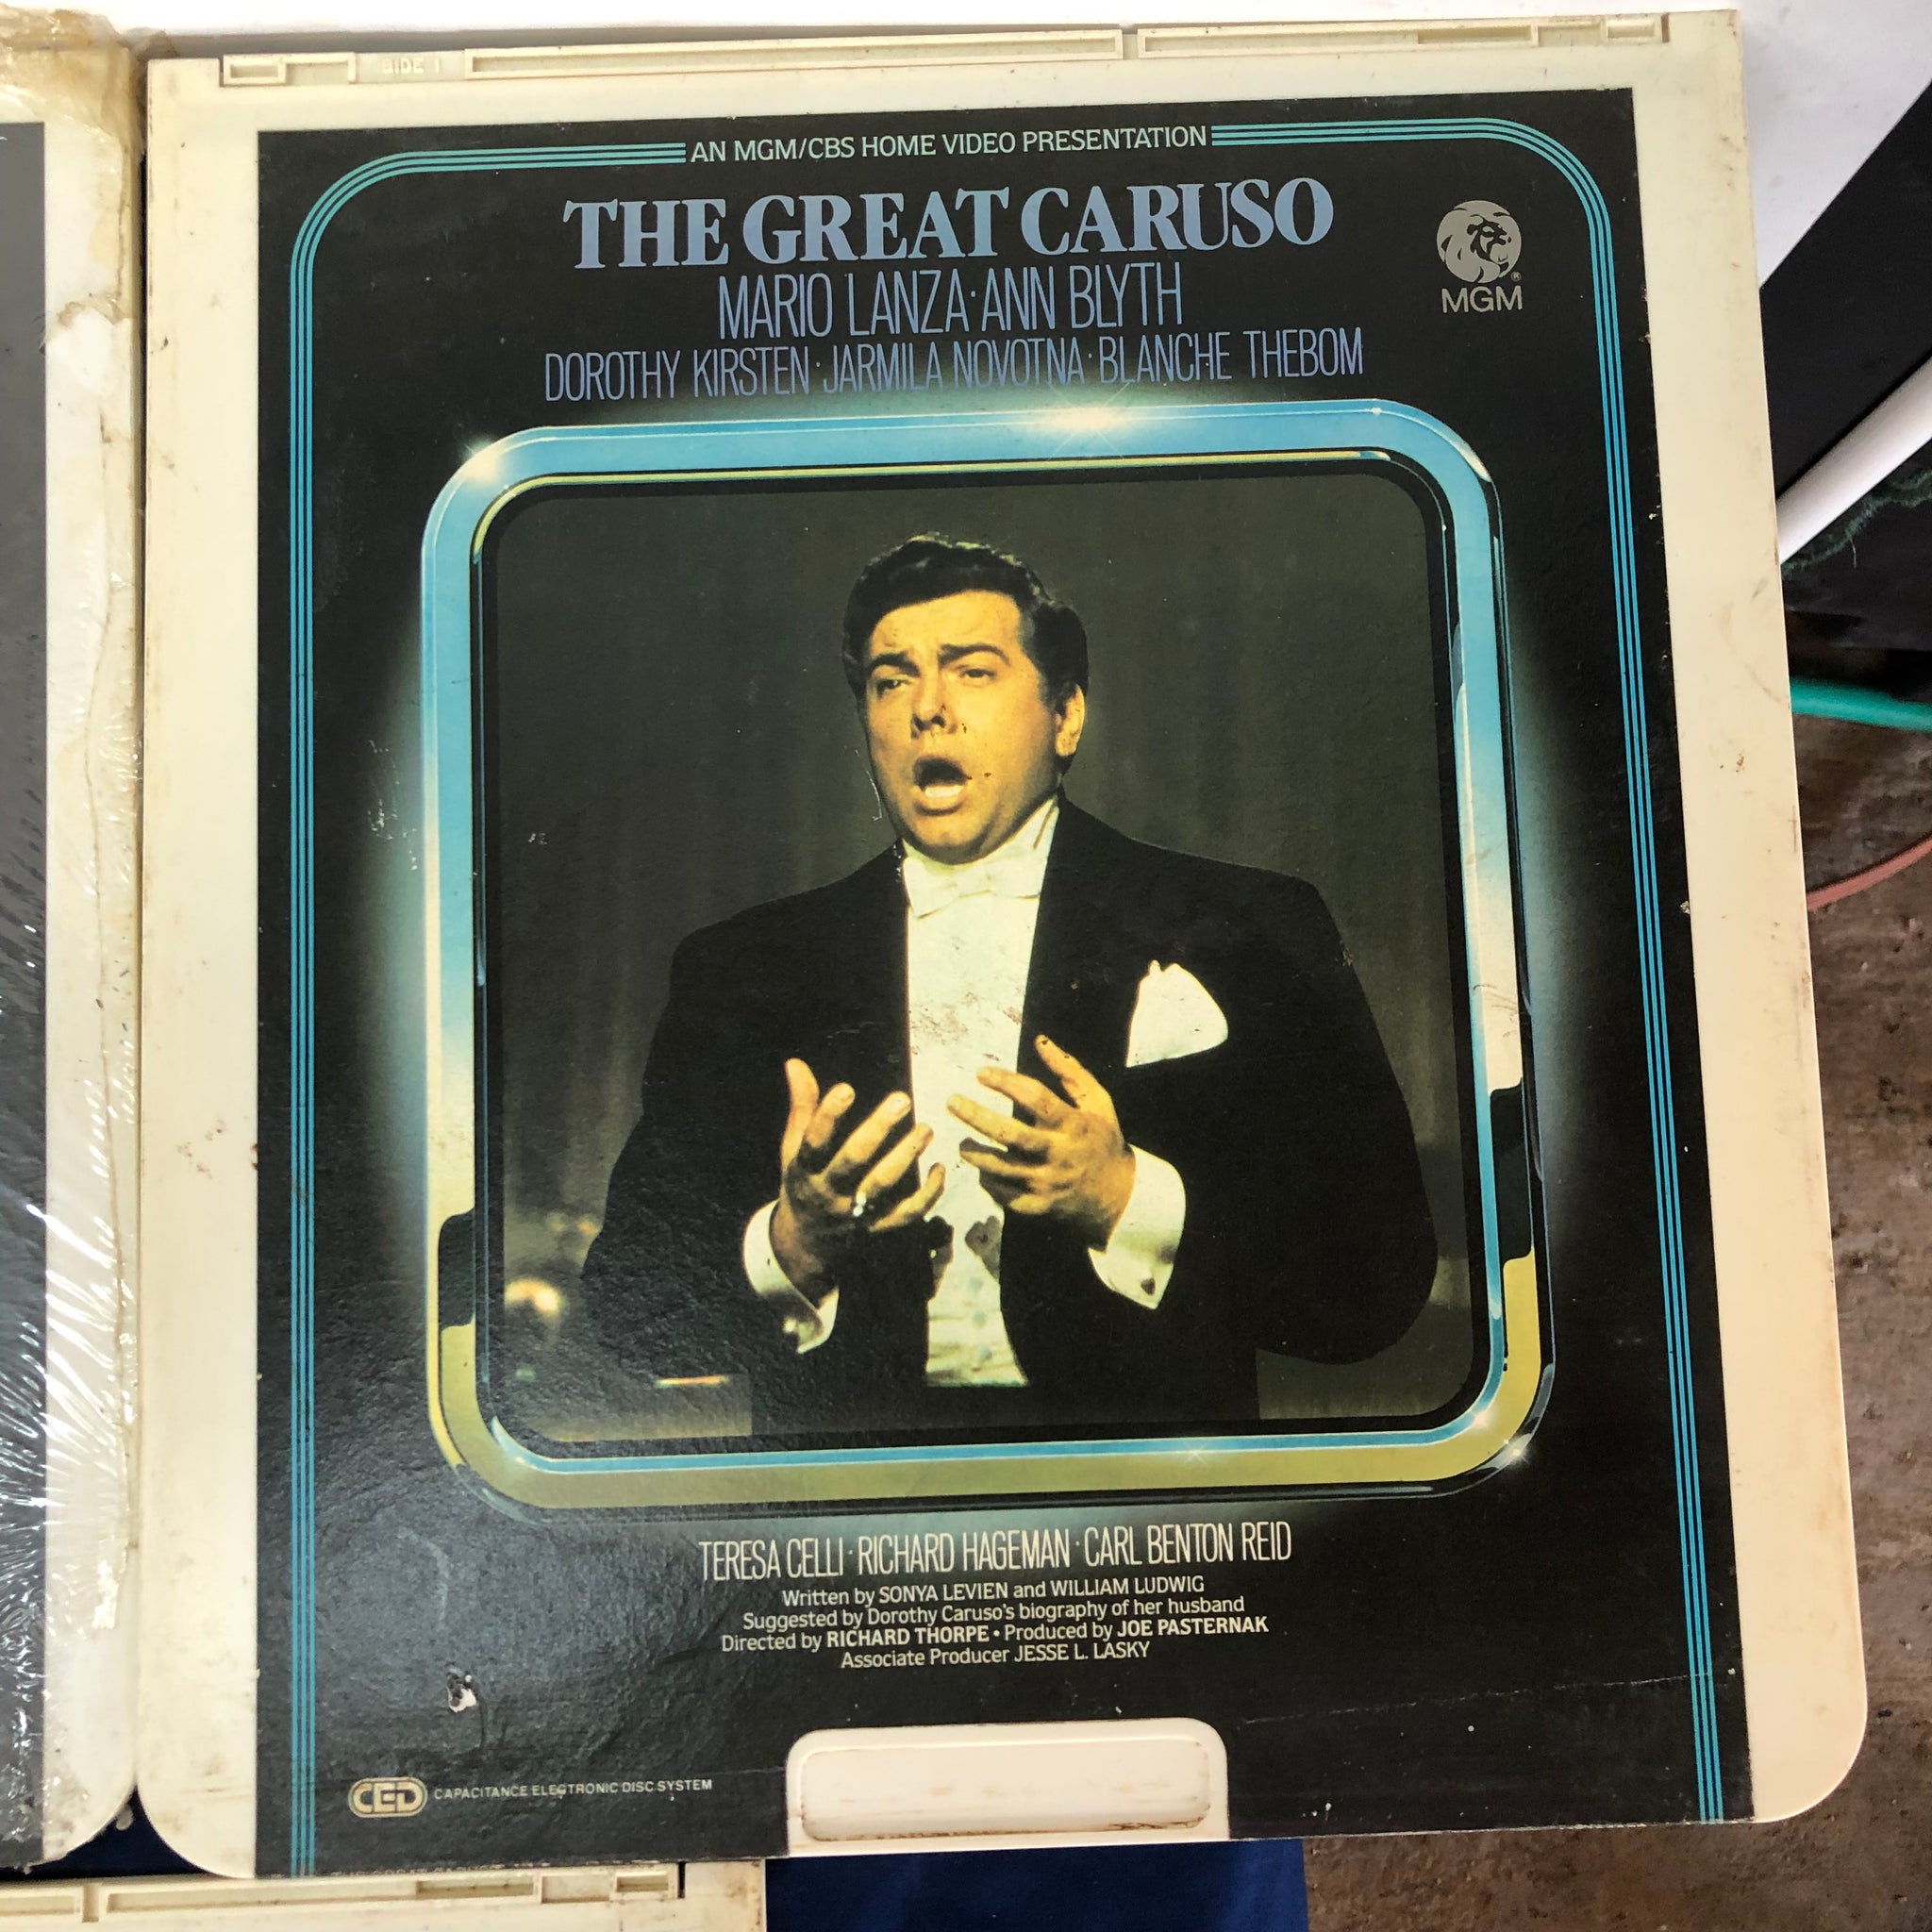 SIDE 1
AN MGM/CBS HOME VIDEO PRESENTATION
THE GREAT CARUSO
MARIO LANZA·ANN BLYTH
DOROTHY KIRSTEN·JARMILA NOVOTNA·BLANCHE THEBOM
®
MGM
TERESA CELLI·RICHARD HAGEMAN·CARL BENTON REID
Written by SONYA LEVIEN and WILLIAM LUDWIG
Suggested by Dorothy Caruso's biography of her husband
Directed by RICHARD THORPE • Produced by JOE PASTERNAK
Associate Producer JESSE L. LASKY
CED CAPACITANCE ELECTRONIC DISC SYSTEM